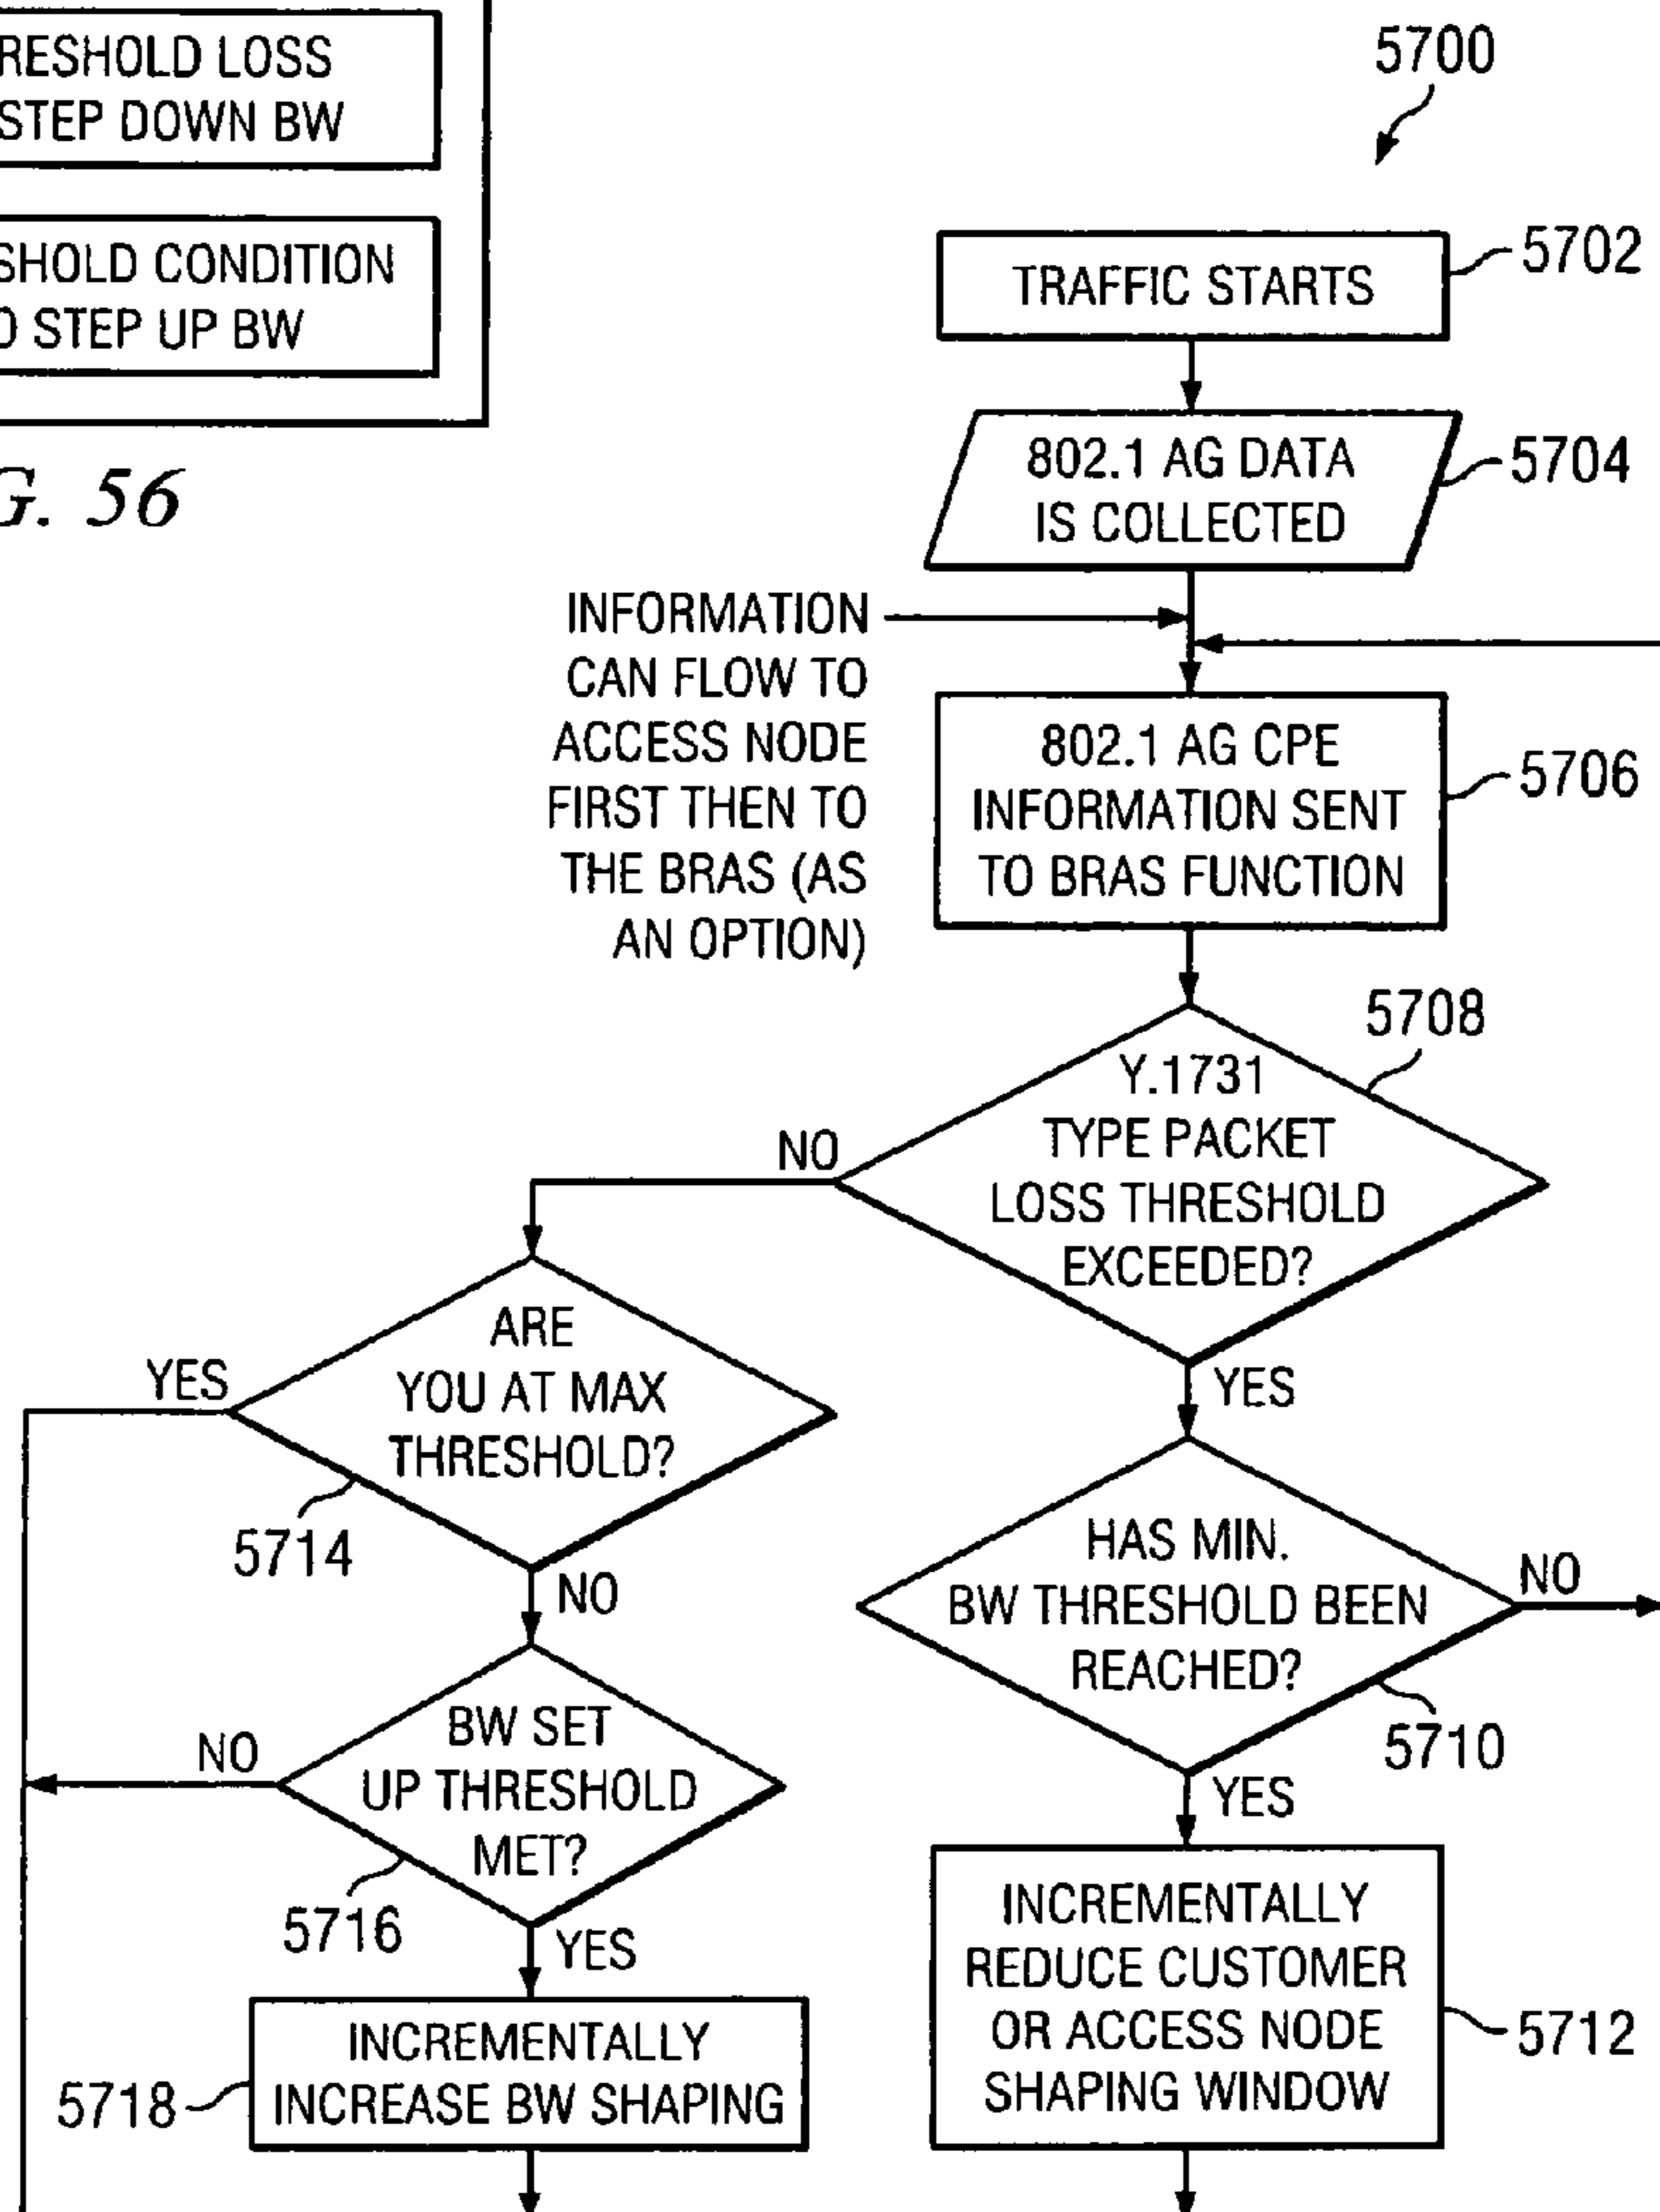 RESHOLD LOSS
STEP DOWN BW
SHOLD CONDITION
O STEP UP BW
G. 56
5700
TRAFFIC STARTS
5702
802.1 AG DATA
IS COLLECTED
5704
INFORMATION
CAN FLOW TO
ACCESS NODE
FIRST THEN TO
THE BRAS (AS
AN OPTION)
802.1 AG CPE
INFORMATION SENT
TO BRAS FUNCTION
5706
5708
Y.1731
TYPE PACKET
LOSS THRESHOLD
EXCEEDED?
NO
YES
ARE
YOU AT MAX
THRESHOLD?
YES
5714
NO
HAS MIN.
BW THRESHOLD BEEN
REACHED?
NO
5710
YES
BW SET
UP THRESHOLD
MET?
NO
5716
YES
INCREMENTALLY
REDUCE CUSTOMER
OR ACCESS NODE
SHAPING WINDOW
5712
INCREMENTALLY
INCREASE BW SHAPING
5718